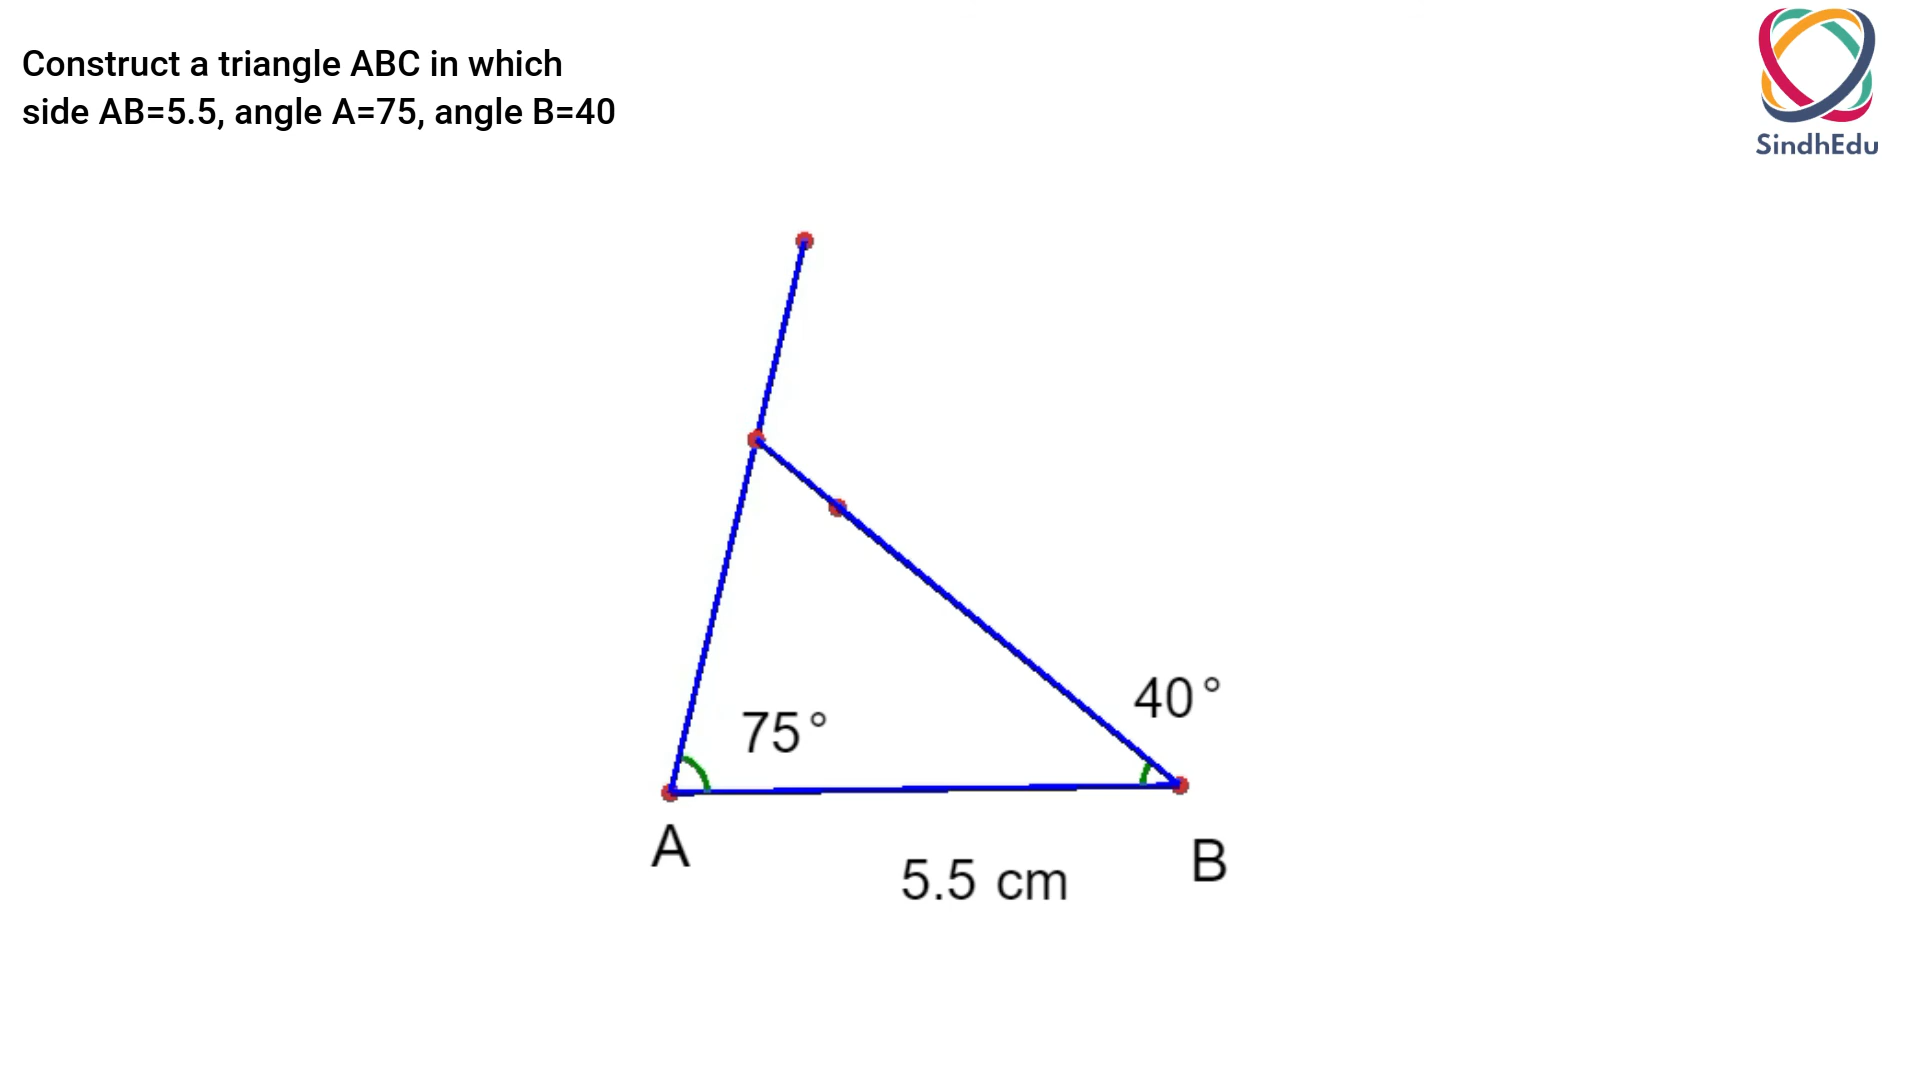 Construct a triangle ABC in which
side AB=5.5, angle A=75, angle B=40
SindhEdu
40°
75°
A
B
5.5 cm